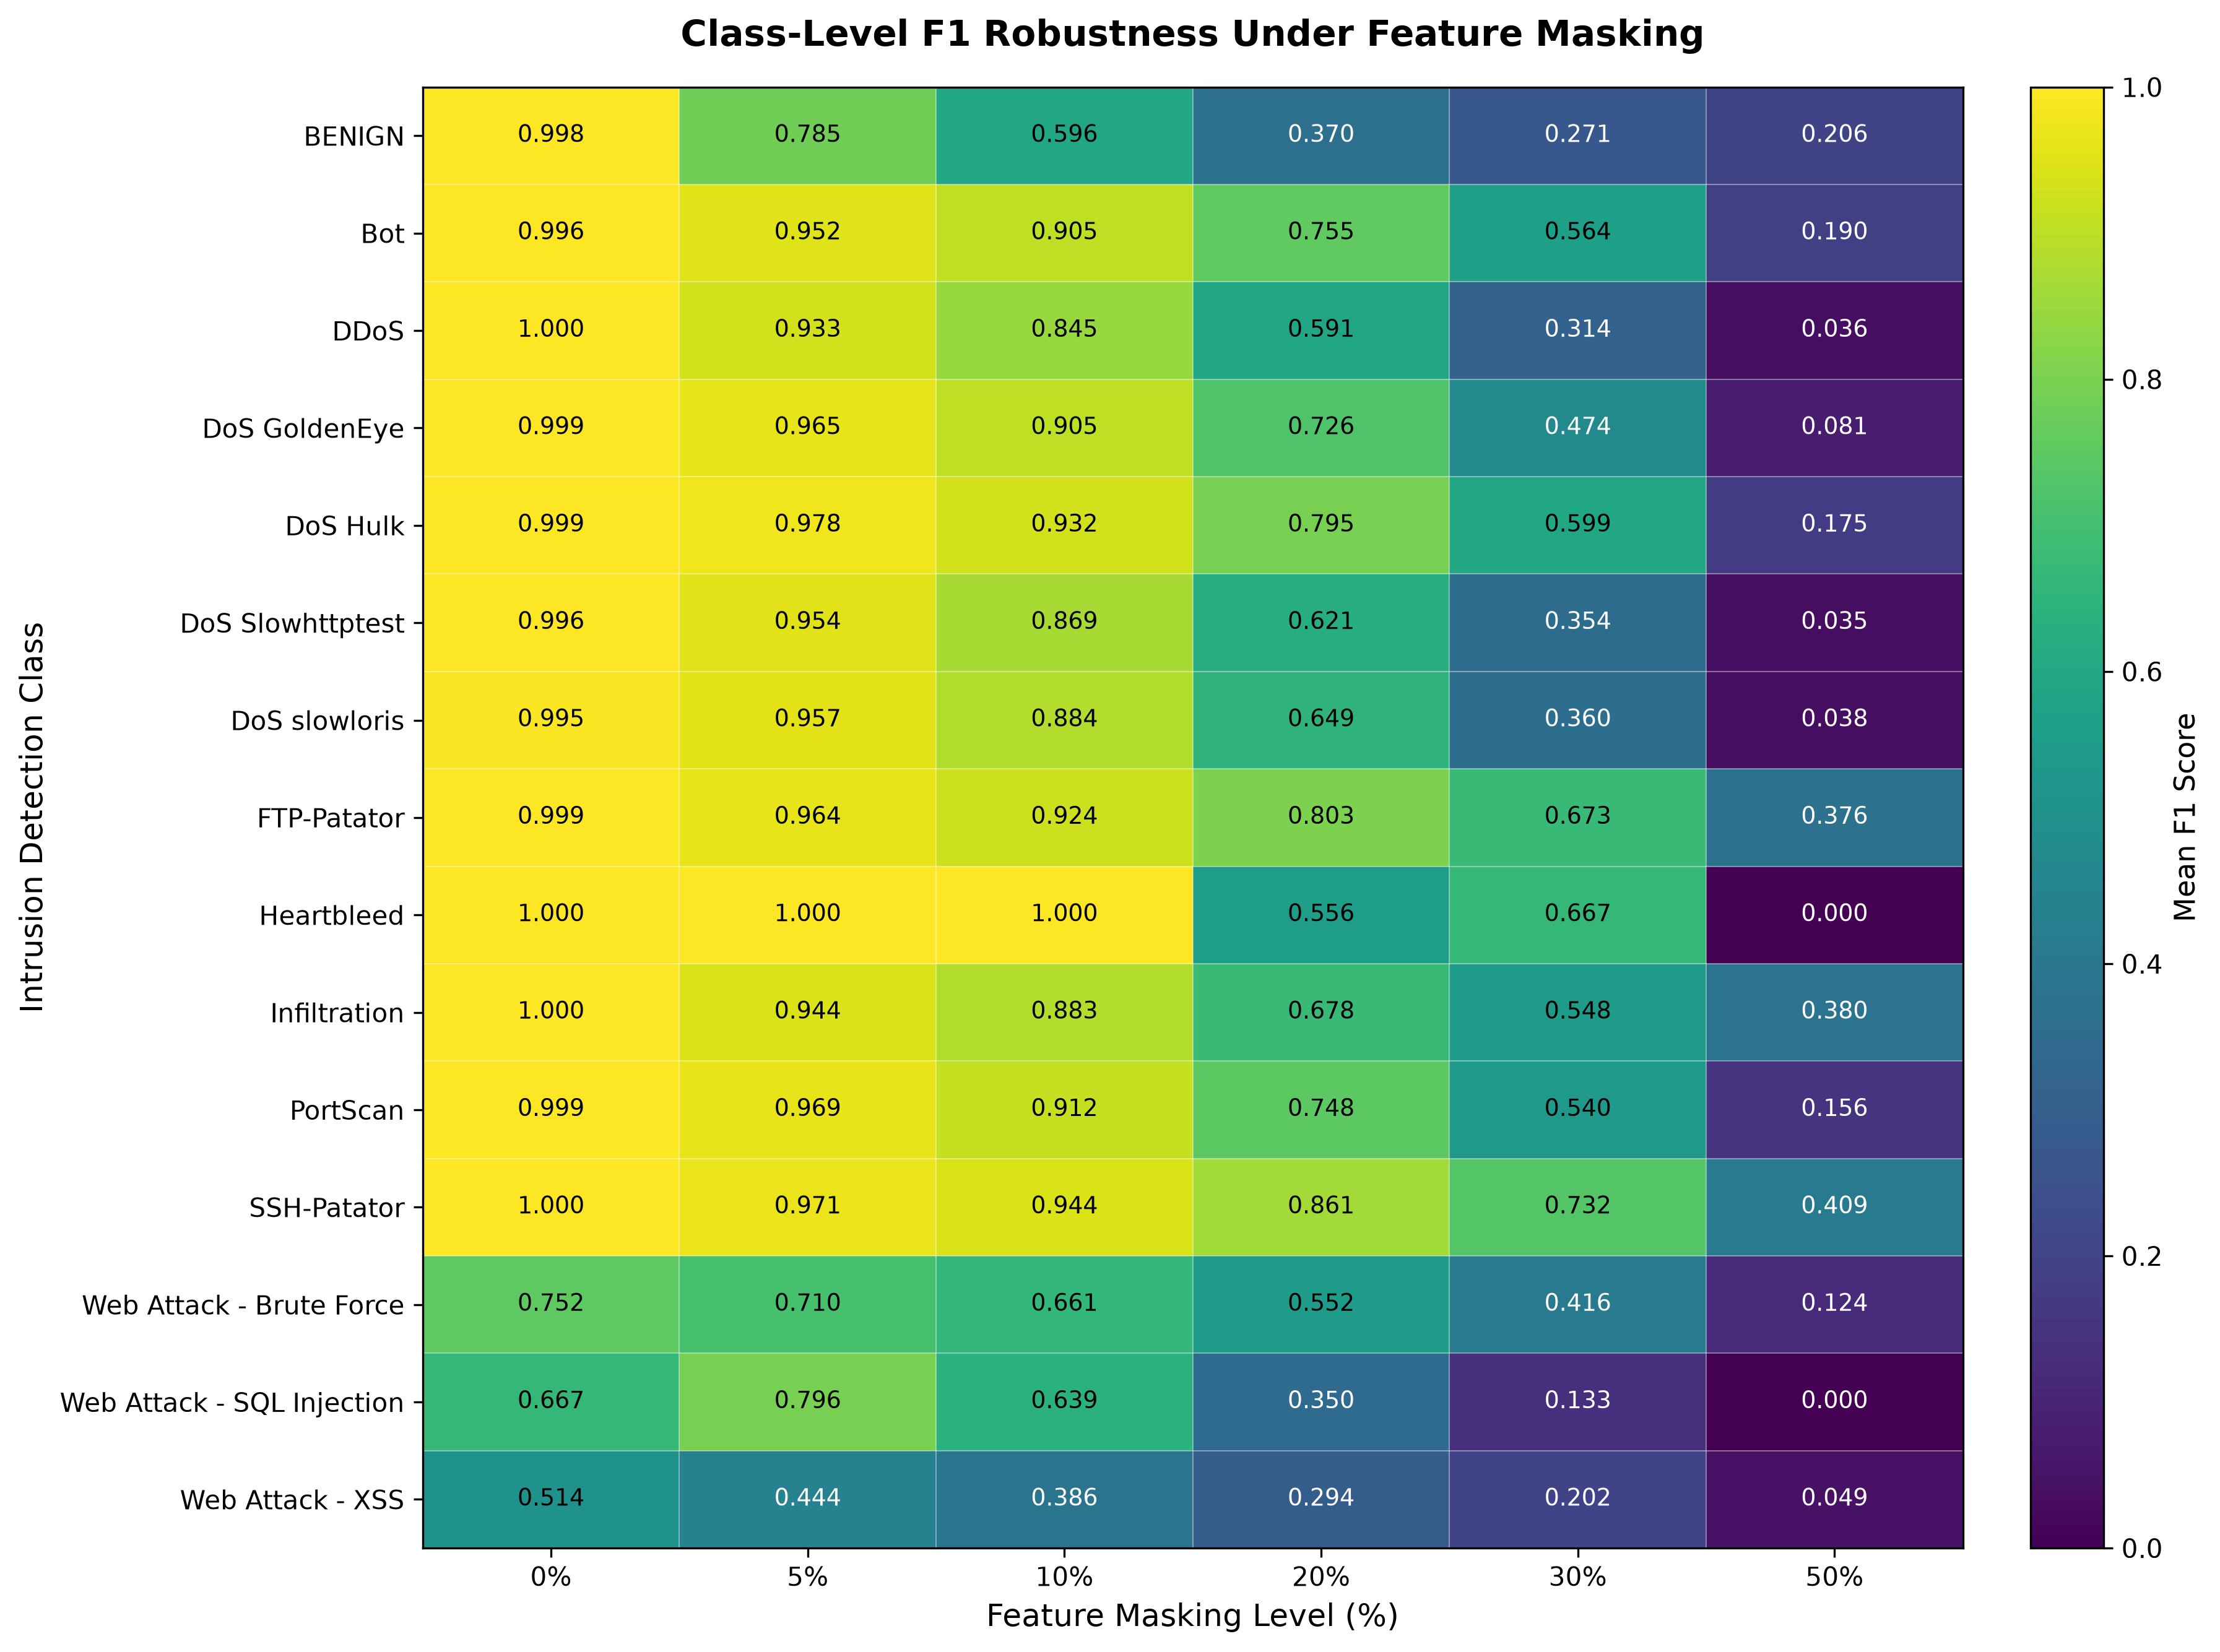 Class-Level F1 Robustness Under Feature Masking
BENIGN 0.998 0.785 0.596 0.370 0.271 0.206
Bot 0.996 0.952 0.905 0.755 0.564 0.190
DDoS 1.000 0.933 0.845 0.591 0.314 0.036
DoS GoldenEye 0.999 0.965 0.905 0.726 0.474 0.081
DoS Hulk 0.999 0.978 0.932 0.795 0.599 0.175
DoS Slowhttptest 0.996 0.954 0.869 0.621 0.354 0.035
DoS slowloris 0.995 0.957 0.884 0.649 0.360 0.038
FTP-Patator 0.999 0.964 0.924 0.803 0.673 0.376
Heartbleed 1.000 1.000 1.000 0.556 0.667 0.000
Infiltration 1.000 0.944 0.883 0.678 0.548 0.380
PortScan 0.999 0.969 0.912 0.748 0.540 0.156
SSH-Patator 1.000 0.971 0.944 0.861 0.732 0.409
Web Attack - Brute Force 0.752 0.710 0.661 0.552 0.416 0.124
Web Attack - SQL Injection 0.667 0.796 0.639 0.350 0.133 0.000
Web Attack - XSS 0.514 0.444 0.386 0.294 0.202 0.049
0% 5% 10% 20% 30% 50%
Feature Masking Level (%)
Intrusion Detection Class
1.0
0.8
0.6
0.4
0.2
0.0
Mean F1 Score